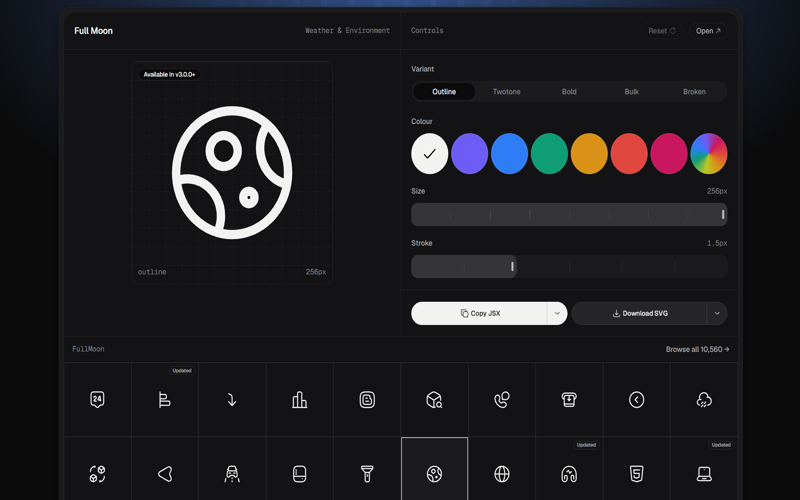 Full Moon
Weather & Environment
Controls
Reset
Open
Available in v3.0.0+
outline
256px
Variant
Outline
Twotone
Bold
Bulk
Broken
Colour
Size
256px
Stroke
1.5px
Copy JSX
Download SVG
FullMoon
Browse all 10,560
Updated
24
Updated
Updated
5